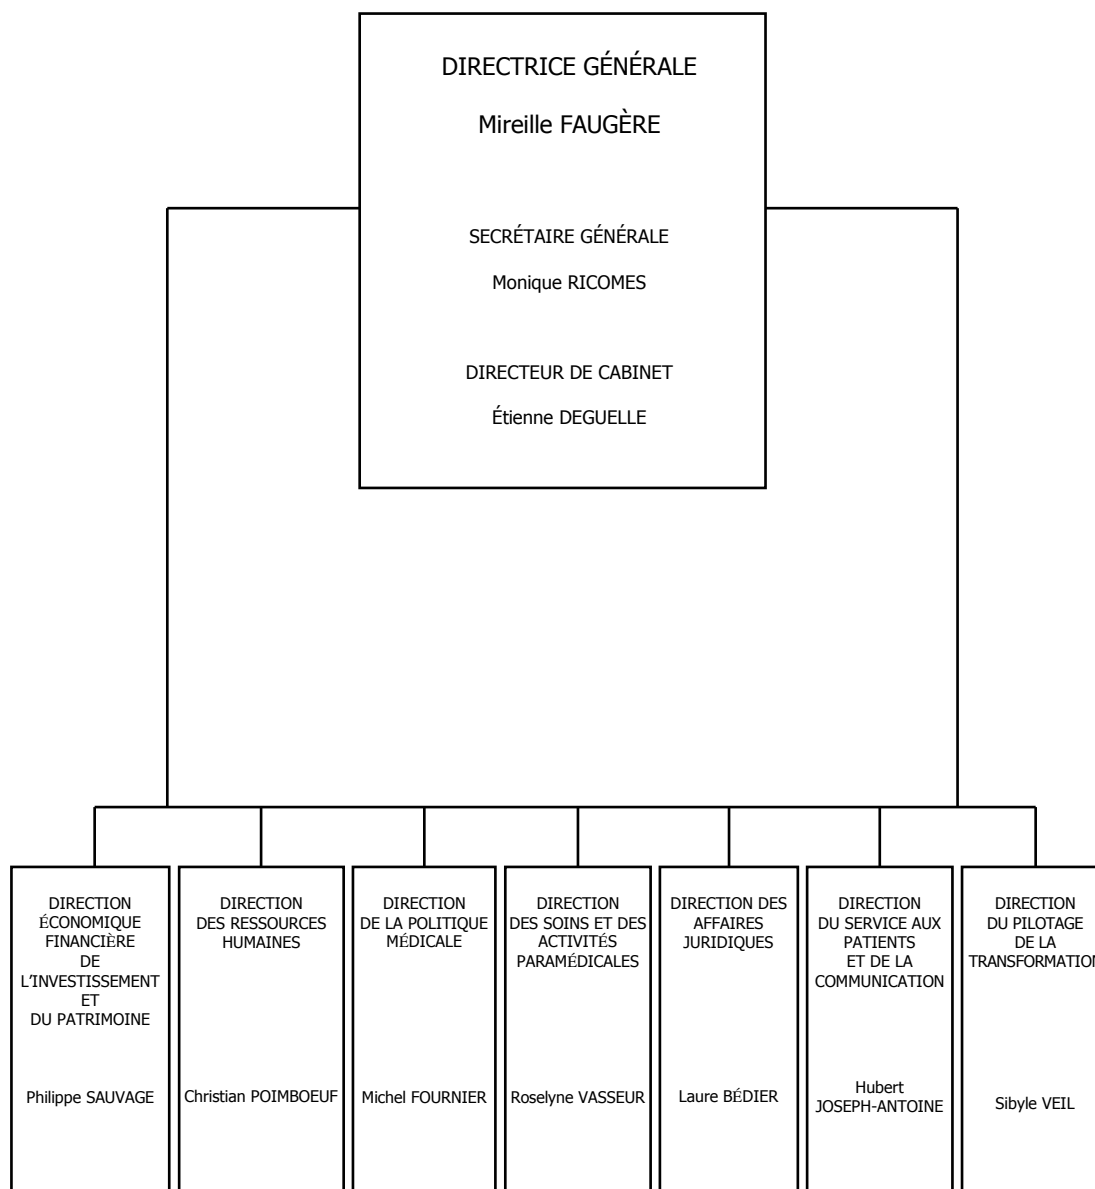 DIRECTRICE GÉNÉRALE
Mireille FAUGÈRE
SECRÉTAIRE GÉNÉRALE
Monique RICOMES
DIRECTEUR DE CABINET
Étienne DEGUELLE
DIRECTION
ÉCONOMIQUE
FINANCIÈRE
DE
L'INVESTISSEMENT
ET
DU PATRIMOINE
Philippe SAUVAGE
DIRECTION
DES RESSOURCES
HUMAINES
Christian POIMBOEUF
DIRECTION
DE LA POLITIQUE
MÉDICALE
Michel FOURNIER
DIRECTION
DES SOINS ET DES
ACTIVITÉS
PARAMÉDICALES
Roselyne VASSEUR
DIRECTION DES
AFFAIRES
JURIDIQUES
Laure BÉDIER
DIRECTION
DU SERVICE AUX
PATIENTS
ET DE LA
COMMUNICATION
Hubert
JOSEPH-ANTOINE
DIRECTION
DU PILOTAGE
DE LA
TRANSFORMATION
Sibyle VEIL